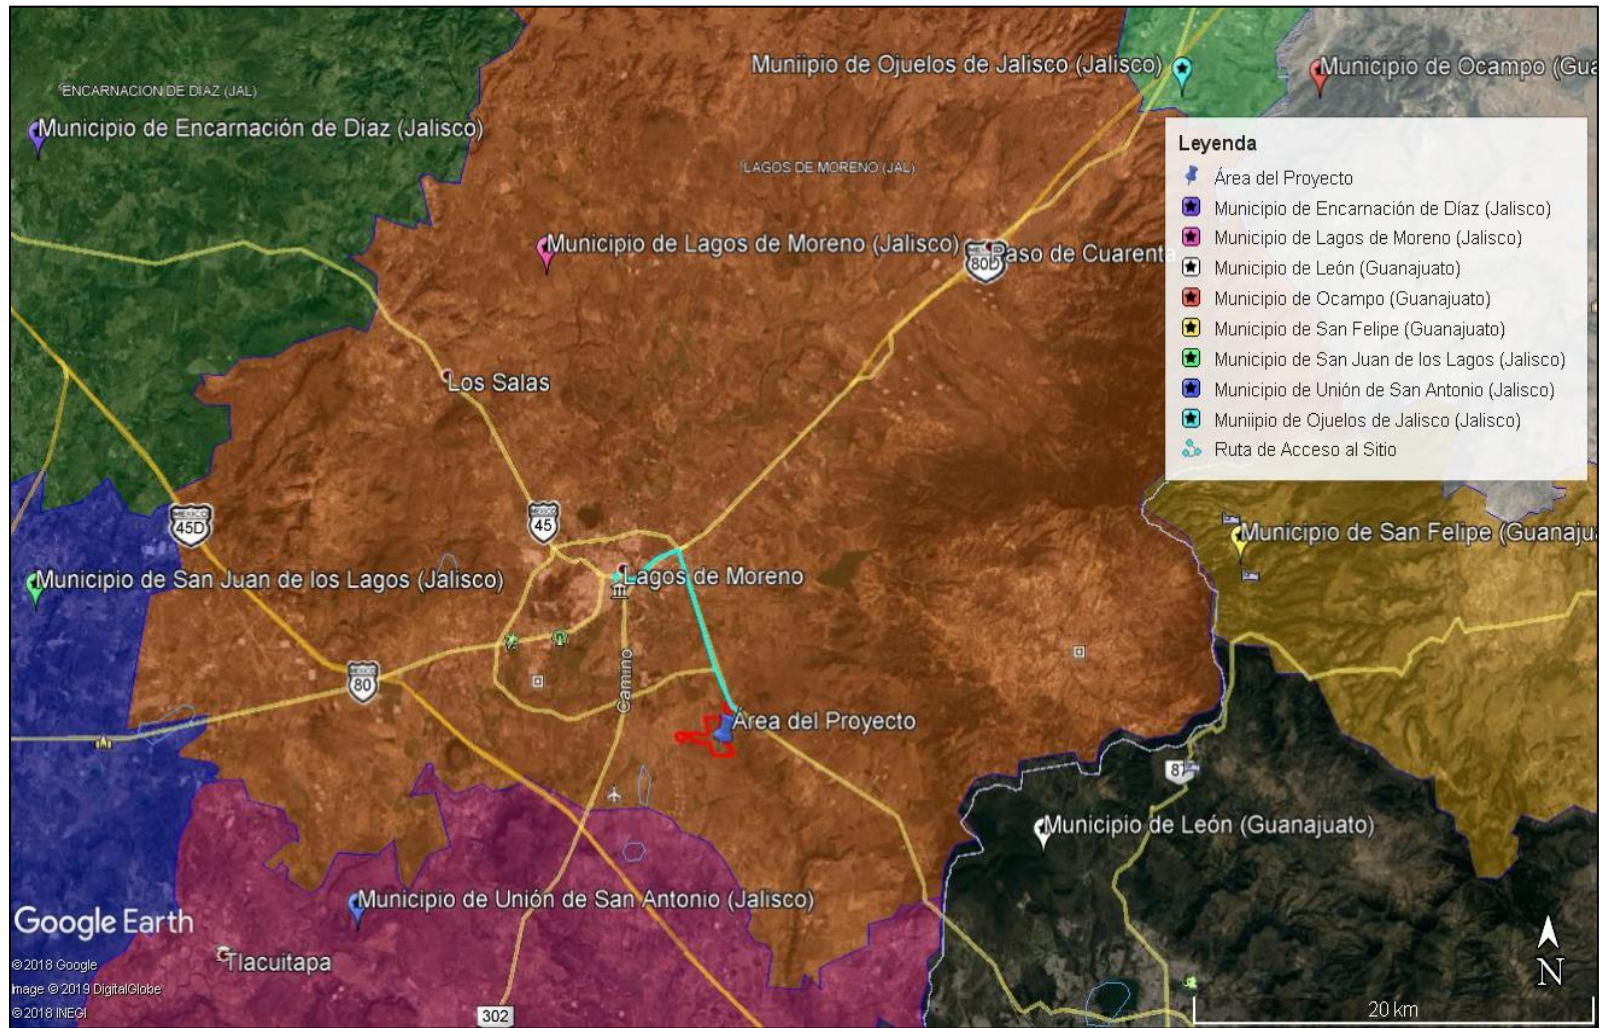 Muniipio de Ojuelos de Jalisco (Jalisco)
Municipio de Ocampo (Gua
ENCARNACION DE DIAZ (JAL)
Municipio de Encarnación de Díaz (Jalisco)
LAGOS DE MORENO (JAL)
Leyenda
Área del Proyecto
Municipio de Encarnación de Díaz (Jalisco)
Municipio de Lagos de Moreno (Jalisco)
Municipio de León (Guanajuato)
Municipio de Ocampo (Guanajuato)
Municipio de San Felipe (Guanajuato)
Municipio de San Juan de los Lagos (Jalisco)
Municipio de Unión de San Antonio (Jalisco)
Muniipio de Ojuelos de Jalisco (Jalisco)
Ruta de Acceso al Sitio
Municipio de Lagos de Moreno (Jalisco)
80D
Paso de Cuarenta
Los Salas
MEXICO
45D
MEXICO
45
Municipio de San Felipe (Guanajua
Municipio de San Juan de los Lagos (Jalisco)
Lagos de Moreno
MEXICO
80
Camino
Área del Proyecto
87
Municipio de León (Guanajuato)
Municipio de Unión de San Antonio (Jalisco)
Google Earth
Tlacuitapa
© 2018 Google
Image © 2019 DigitalGlobe
© 2018 INEGI
302
N
20 km